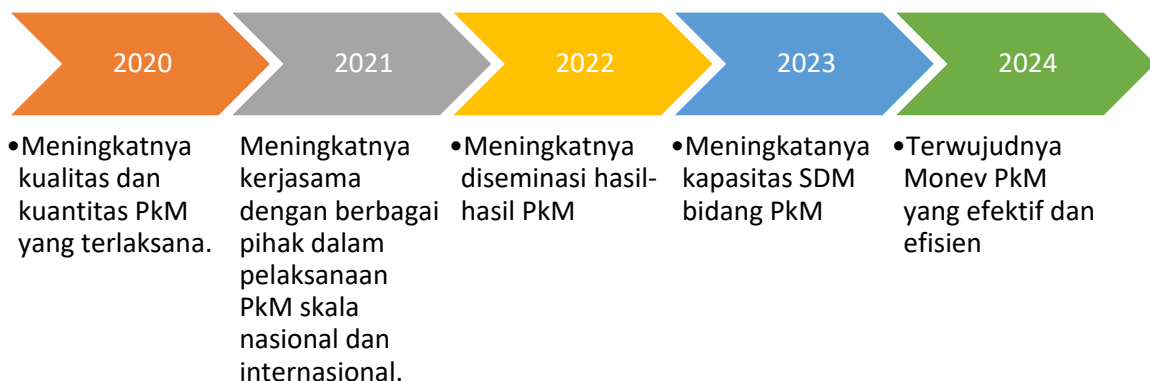 2020
2021
2022
2023
2024
•Meningkatnya
kualitas dan
kuantitas PkM
yang terlaksana.
Meningkatnya
kerjasama
dengan berbagai
pihak dalam
pelaksanaan
PkM skala
nasional dan
internasional.
•Meningkatnya
diseminasi hasil-
hasil PkM
•Meningkatanya
kapasitas SDM
bidang PkM
•Terwujudnya
Monev PkM
yang efektif dan
efisien